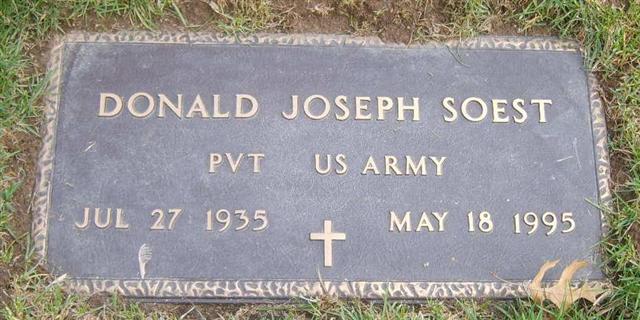 DONALD JOSEPH SOEST
PVT US ARMY
JUL 27 1935 MAY 18 1995